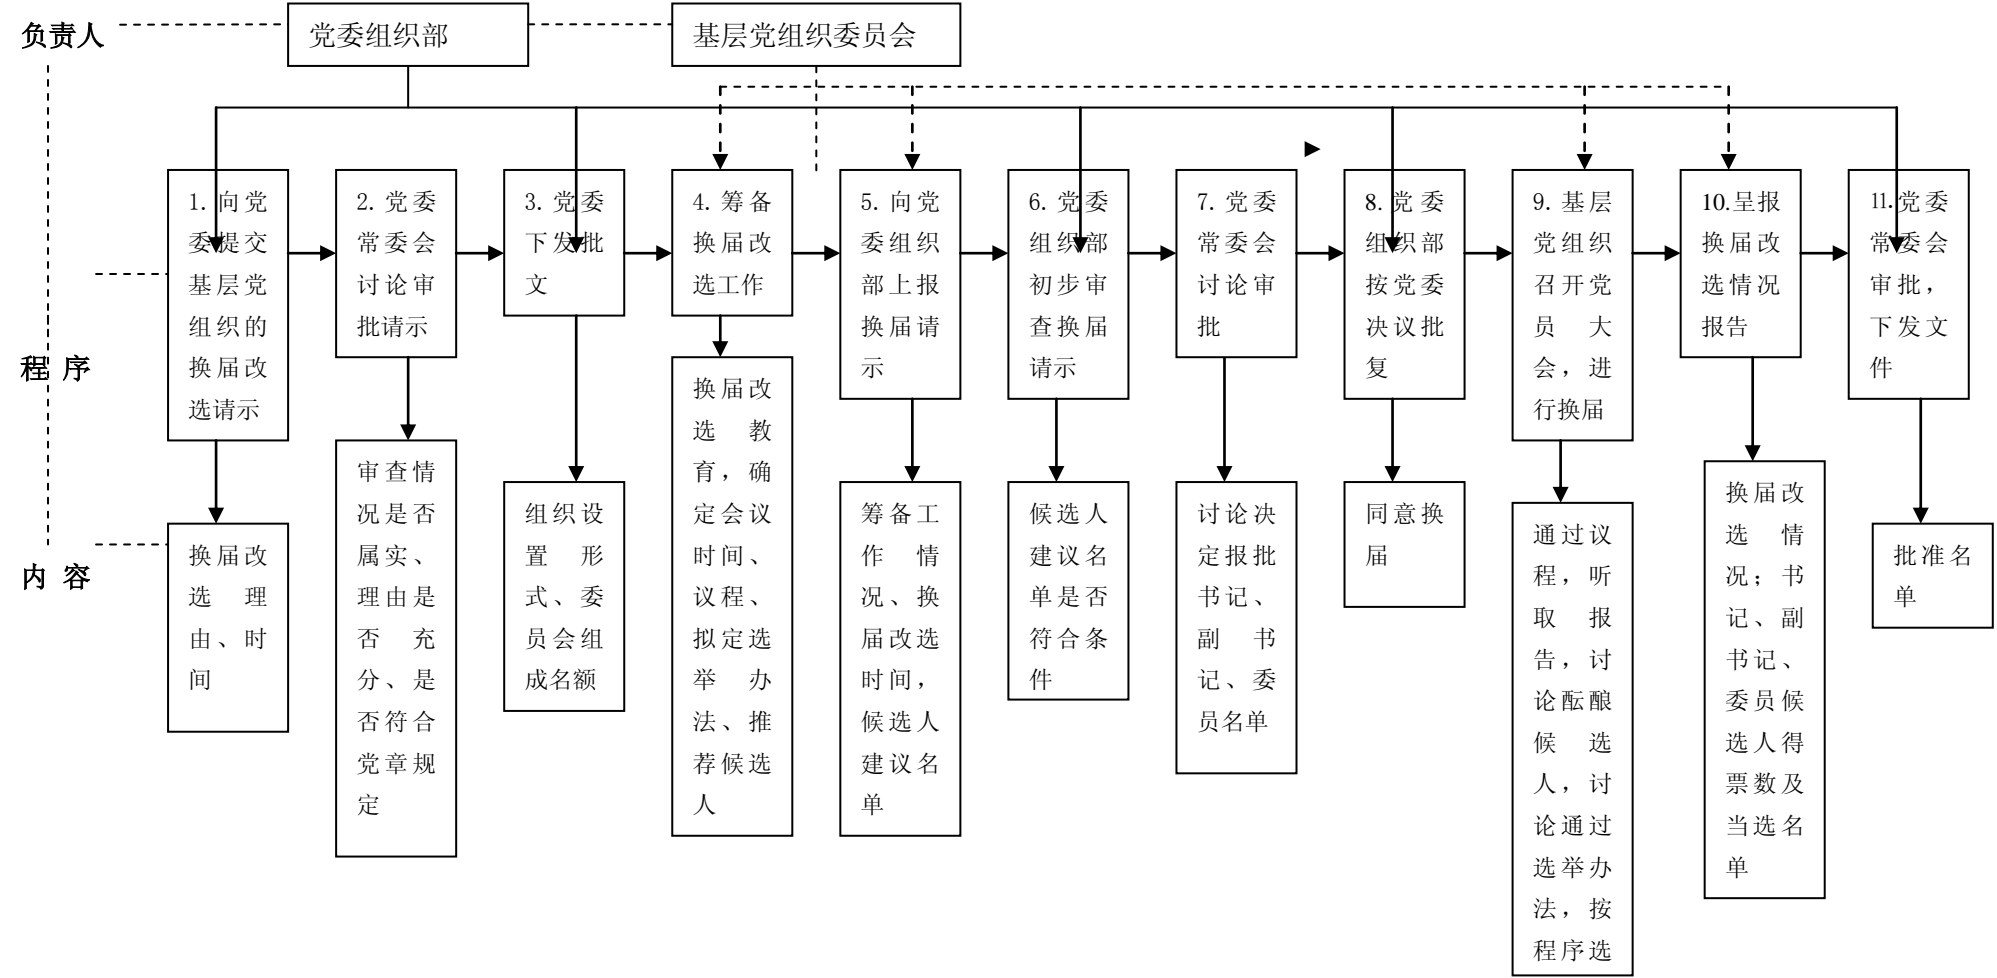 负责人
党委组织部
基层党组织委员会
程 序
1. 向党
委提交
基层党
组织的
换届改
选请示
2. 党委
常委会
讨论审
批请示
3. 党委
下发批
文
4. 筹备
换届改
选工作
5. 向党
委组织
部上报
换届请
示
6. 党委
组织部
初步审
查换届
请示
7. 党委
常委会
讨论审
批
8. 党委
组织部
按党委
决议批
复
9. 基层
党组织
召开党
员 大
会，进
行换届
10.呈报
换届改
选情况
报告
11.党委
常委会
审批，
下发文
件
内 容
换届改
选 理
由、时
间
审查情
况是否
属实、
理由是
否 充
分、是
否符合
党章规
定
组织设
置 形
式、委
员会组
成名额
换届改
选 教
育，确
定会议
时间、
议程、
拟定选
举 办
法、推
荐候选
人
筹备工
作 情
况、换
届改选
时间，
候选人
建议名
单
候选人
建议名
单是否
符合条
件
讨论决
定报批
书记、
副 书
记、委
员名单
同意换
届
通过议
程，听
取 报
告，讨
论酝酿
候 选
人，讨
论通过
选举办
法，按
程序选
换届改
选 情
况；书
记、副
书记、
委员候
选人得
票数及
当选名
单
批准名
单